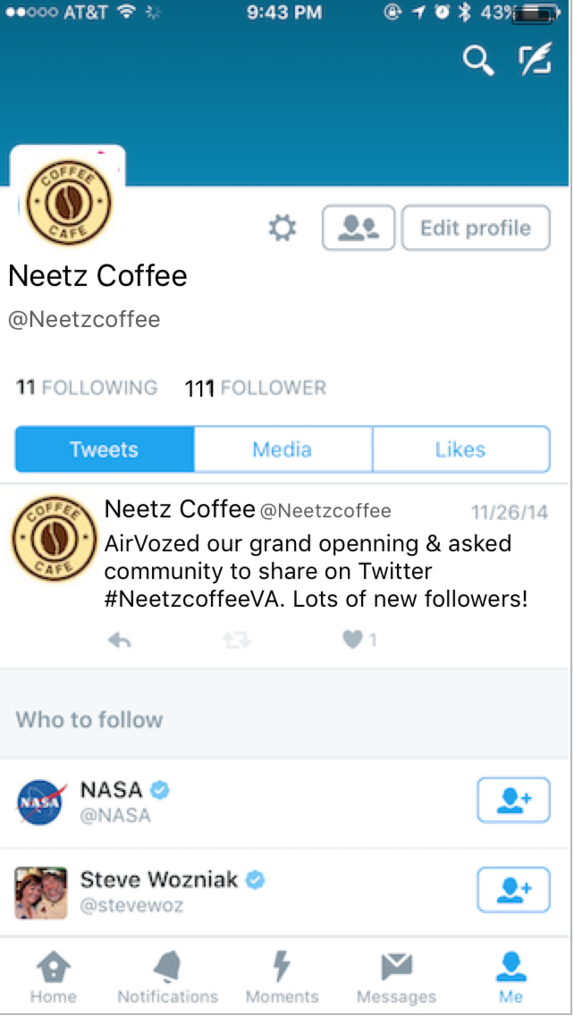 AT&T 9:43 PM 43%
COFFEE
CAFE
Edit profile
Neetz Coffee
@Neetzcoffee
11 FOLLOWING 111 FOLLOWER
Tweets Media Likes
COFFEE
CAFE
Neetz Coffee @Neetzcoffee 11/26/14
AirVozed our grand openning & asked
community to share on Twitter
#NeetzcoffeeVA. Lots of new followers!
1
Who to follow
NASA
NASA
@NASA
Steve Wozniak
@stevewoz
Home Notifications Moments Messages Me